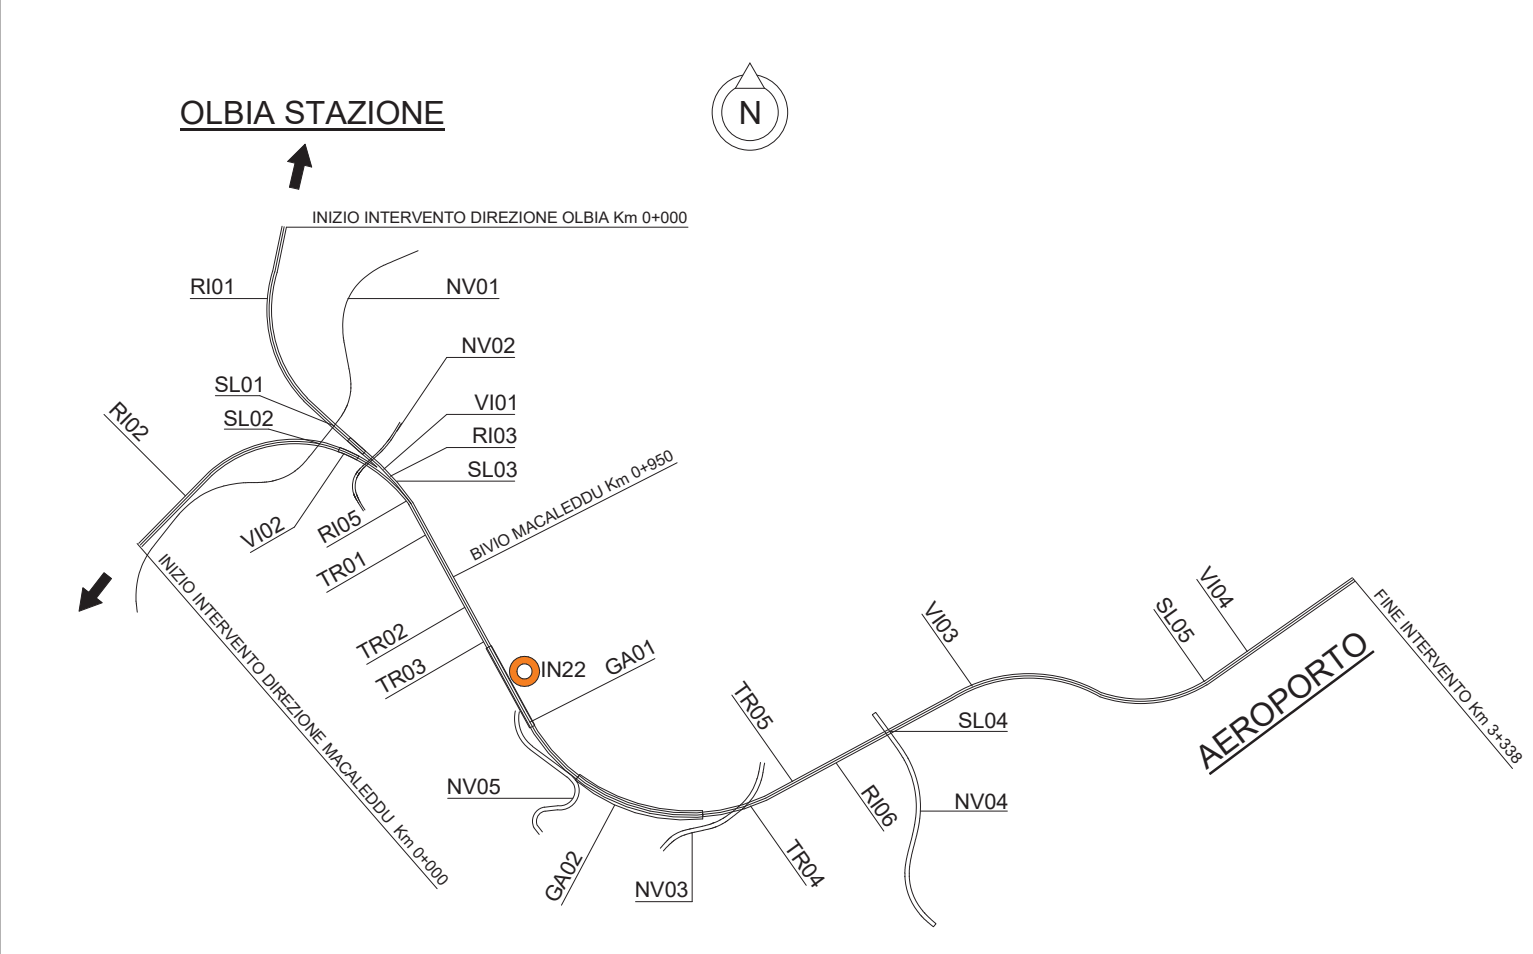 OLBIA STAZIONE
N
INIZIO INTERVENTO DIREZIONE OLBIA Km 0+000
RI01
NV01
NV02
SL01
VI01
RI02
SL02
RI03
SL03
BIVIO MACALEDDU Km 0+950
VI02
RI05
TR01
INIZIO INTERVENTO DIREZIONE MACALEDDU Km 0+000
TR02
TR03
IN22
GA01
VI03
SL05
VI04
FINE INTERVENTO Km 3+338
AEROPORTO
TR05
SL04
NV05
RI06
NV04
GA02
NV03
TR04